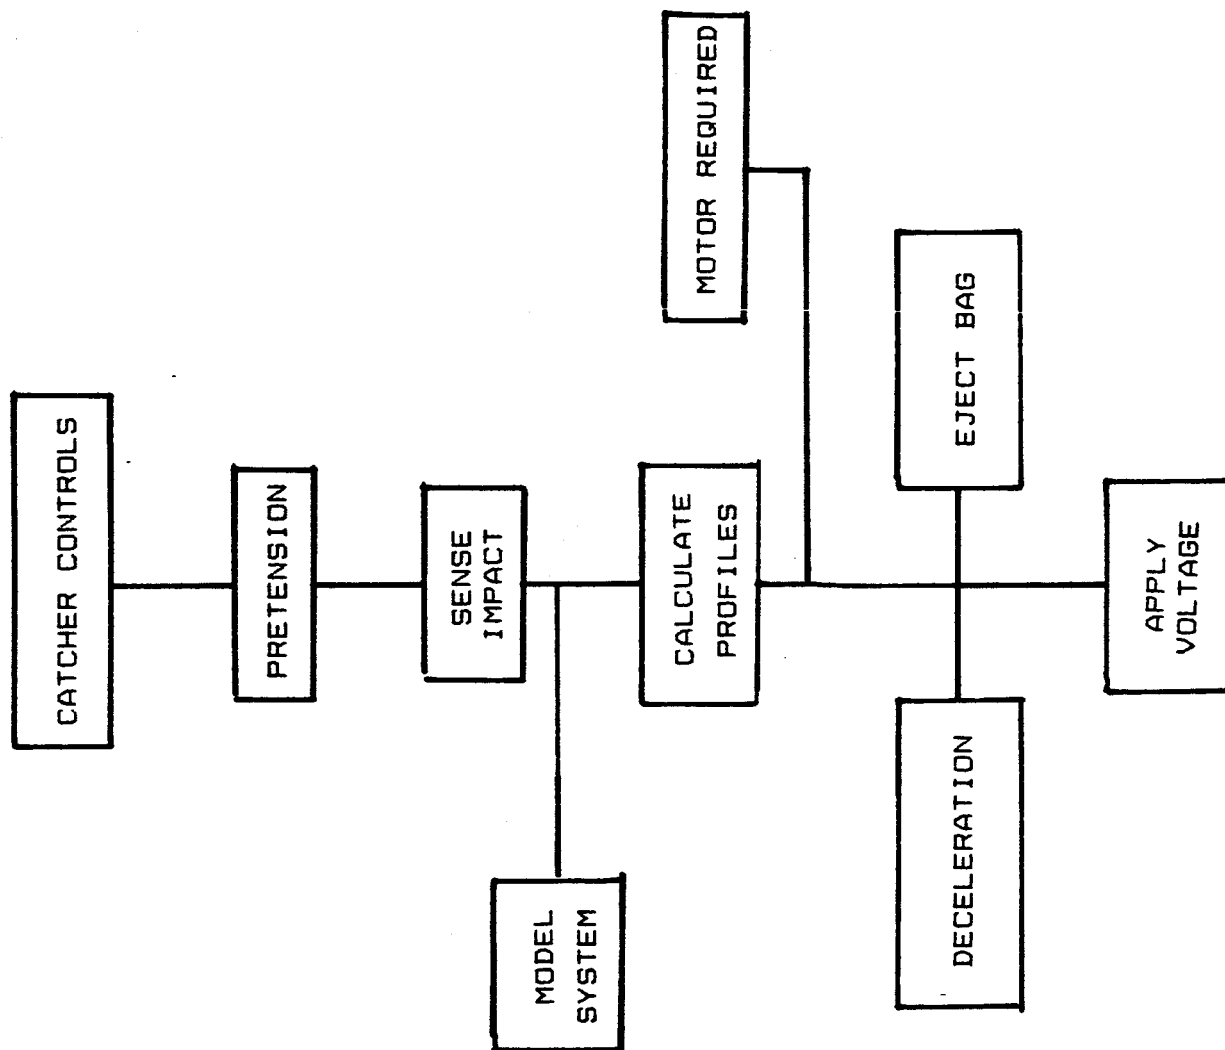 CATCHER CONTROLS
PRETENSION
SENSE
IMPACT
MODEL
SYSTEM
CALCULATE
PROFILES
MOTOR REQUIRED
DECELERATION
EJECT BAG
APPLY
VOLTAGE